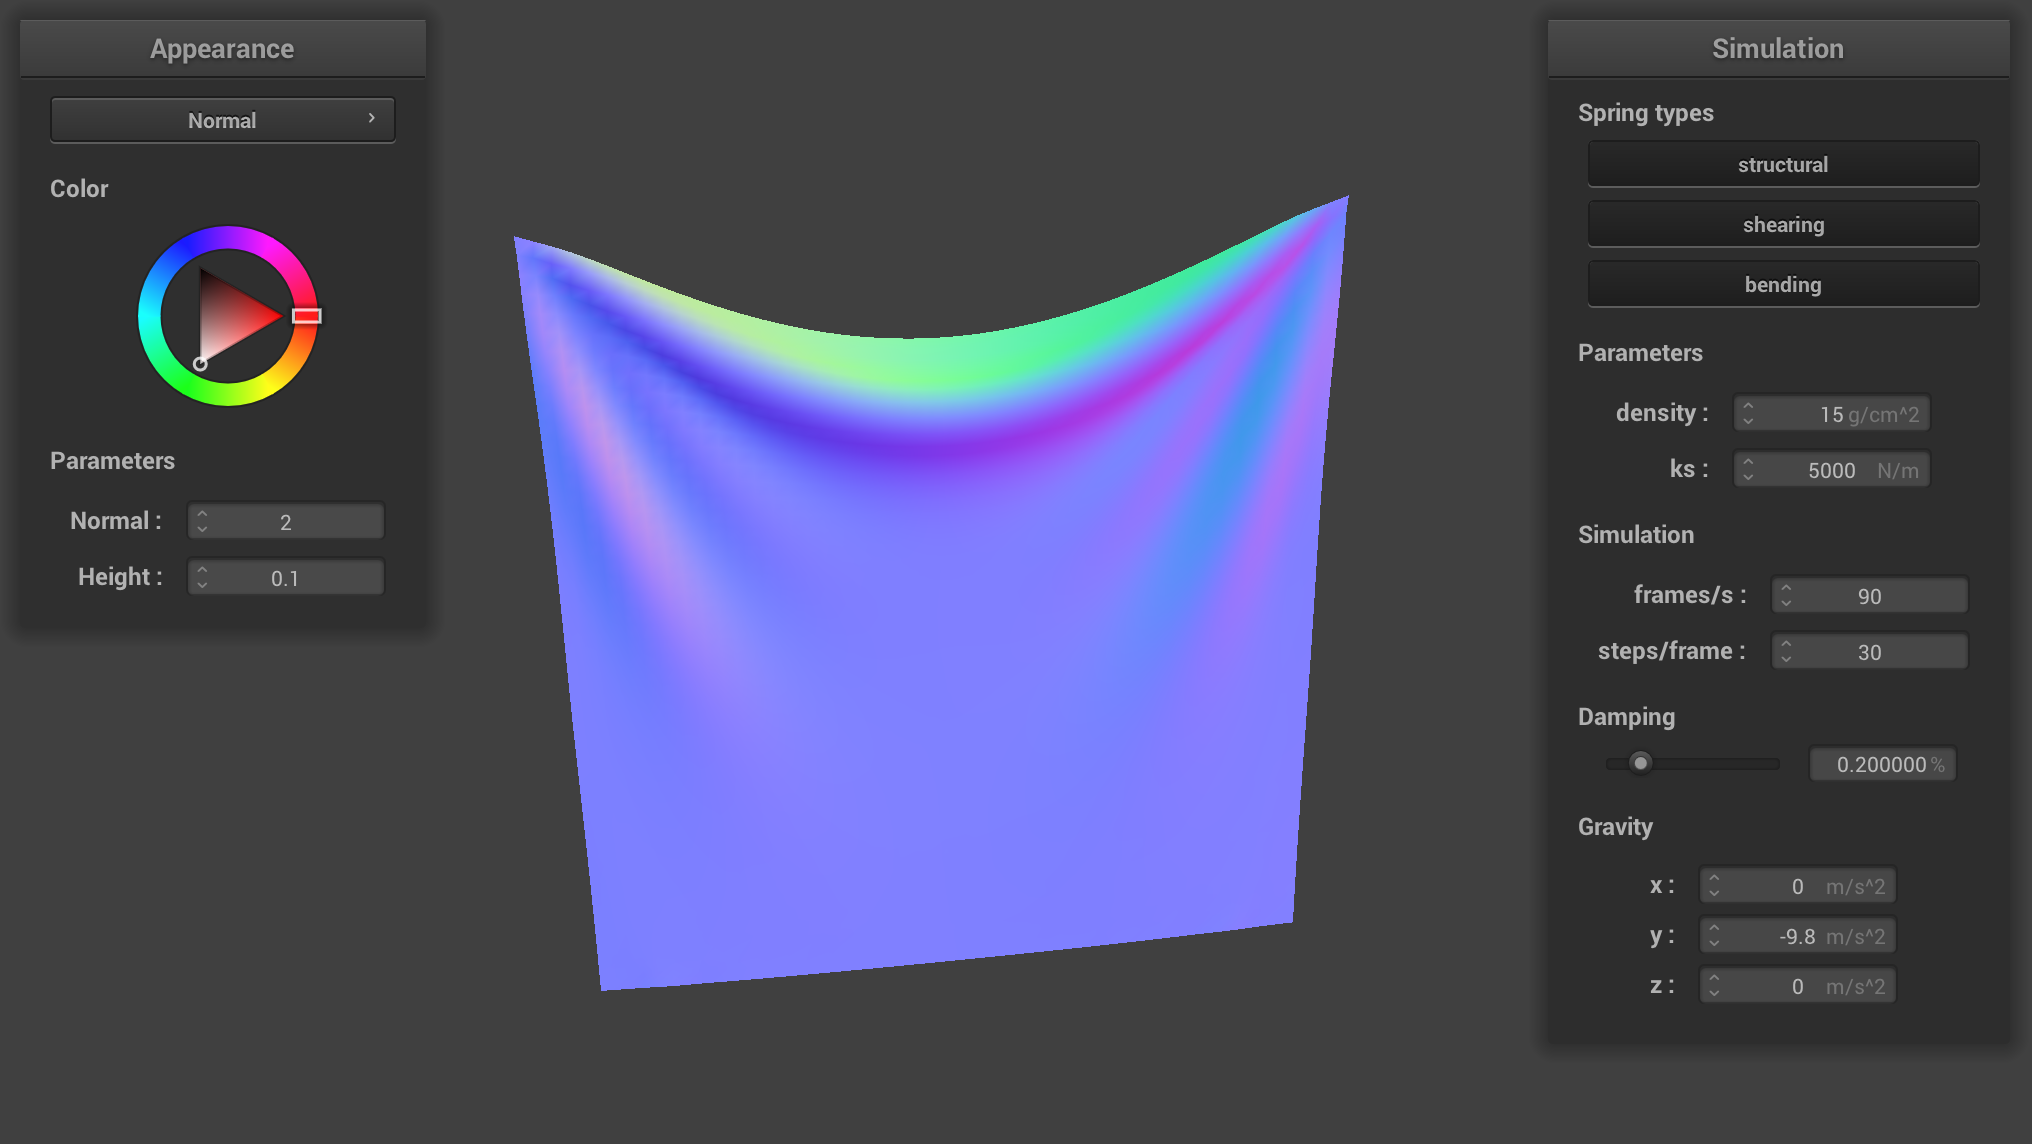 Appearance
Normal
Color
Parameters
Normal : 2
Height : 0.1
Simulation
Spring types
structural
shearing
bending
Parameters
density : 15 g/cm^2
ks : 5000 N/m
Simulation
frames/s : 90
steps/frame : 30
Damping
0.200000 %
Gravity
x : 0 m/s^2
y : -9.8 m/s^2
z : 0 m/s^2